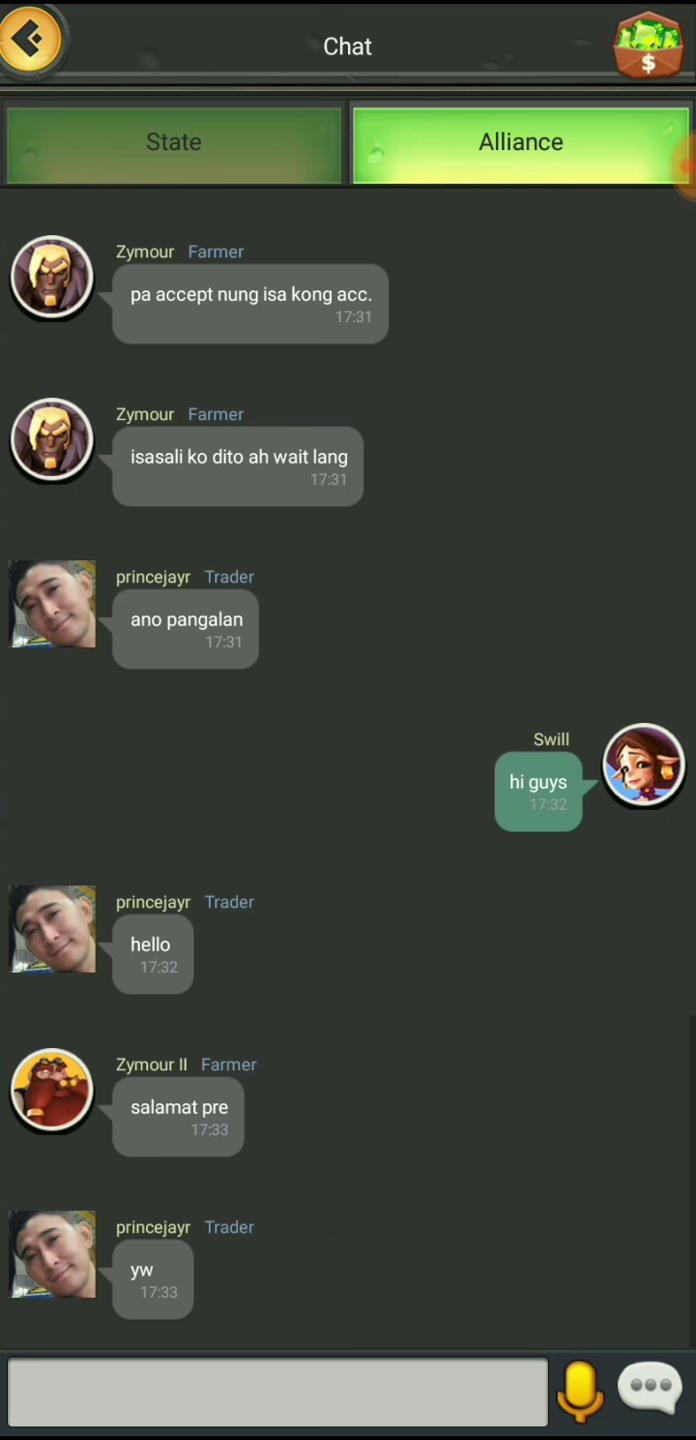 Chat
$
State
Alliance
Zymour Farmer
pa accept nung isa kong acc.
17:31
Zymour Farmer
isasali ko dito ah wait lang
17:31
princejayr Trader
ano pangalan
17:31
Swill
hi guys
17:32
princejayr Trader
hello
17:32
Zymour II Farmer
salamat pre
17:33
princejayr Trader
yw
17:33